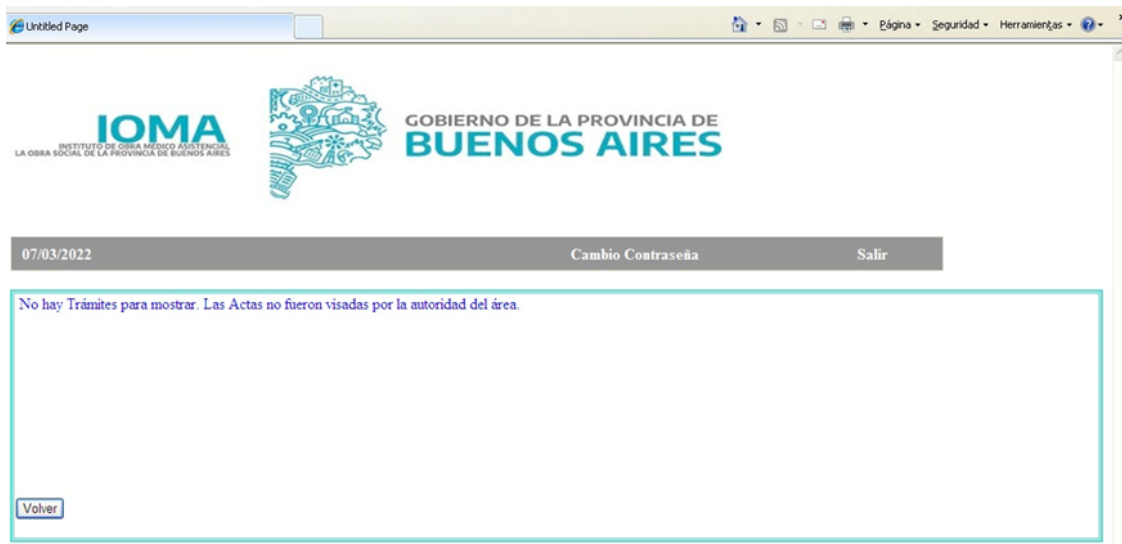 Untitled Page
Página
Seguridad
Herramientas
IOMA
INSTITUTO DE OBRA MÉDICO ASISTENCIAL
LA OBRA SOCIAL DE LA PROVINCIA DE BUENOS AIRES
GOBIERNO DE LA PROVINCIA DE
BUENOS AIRES
07/03/2022 Cambio Contraseña Salir
No hay Trámites para mostrar. Las Actas no fueron visadas por la autoridad del área.
Volver